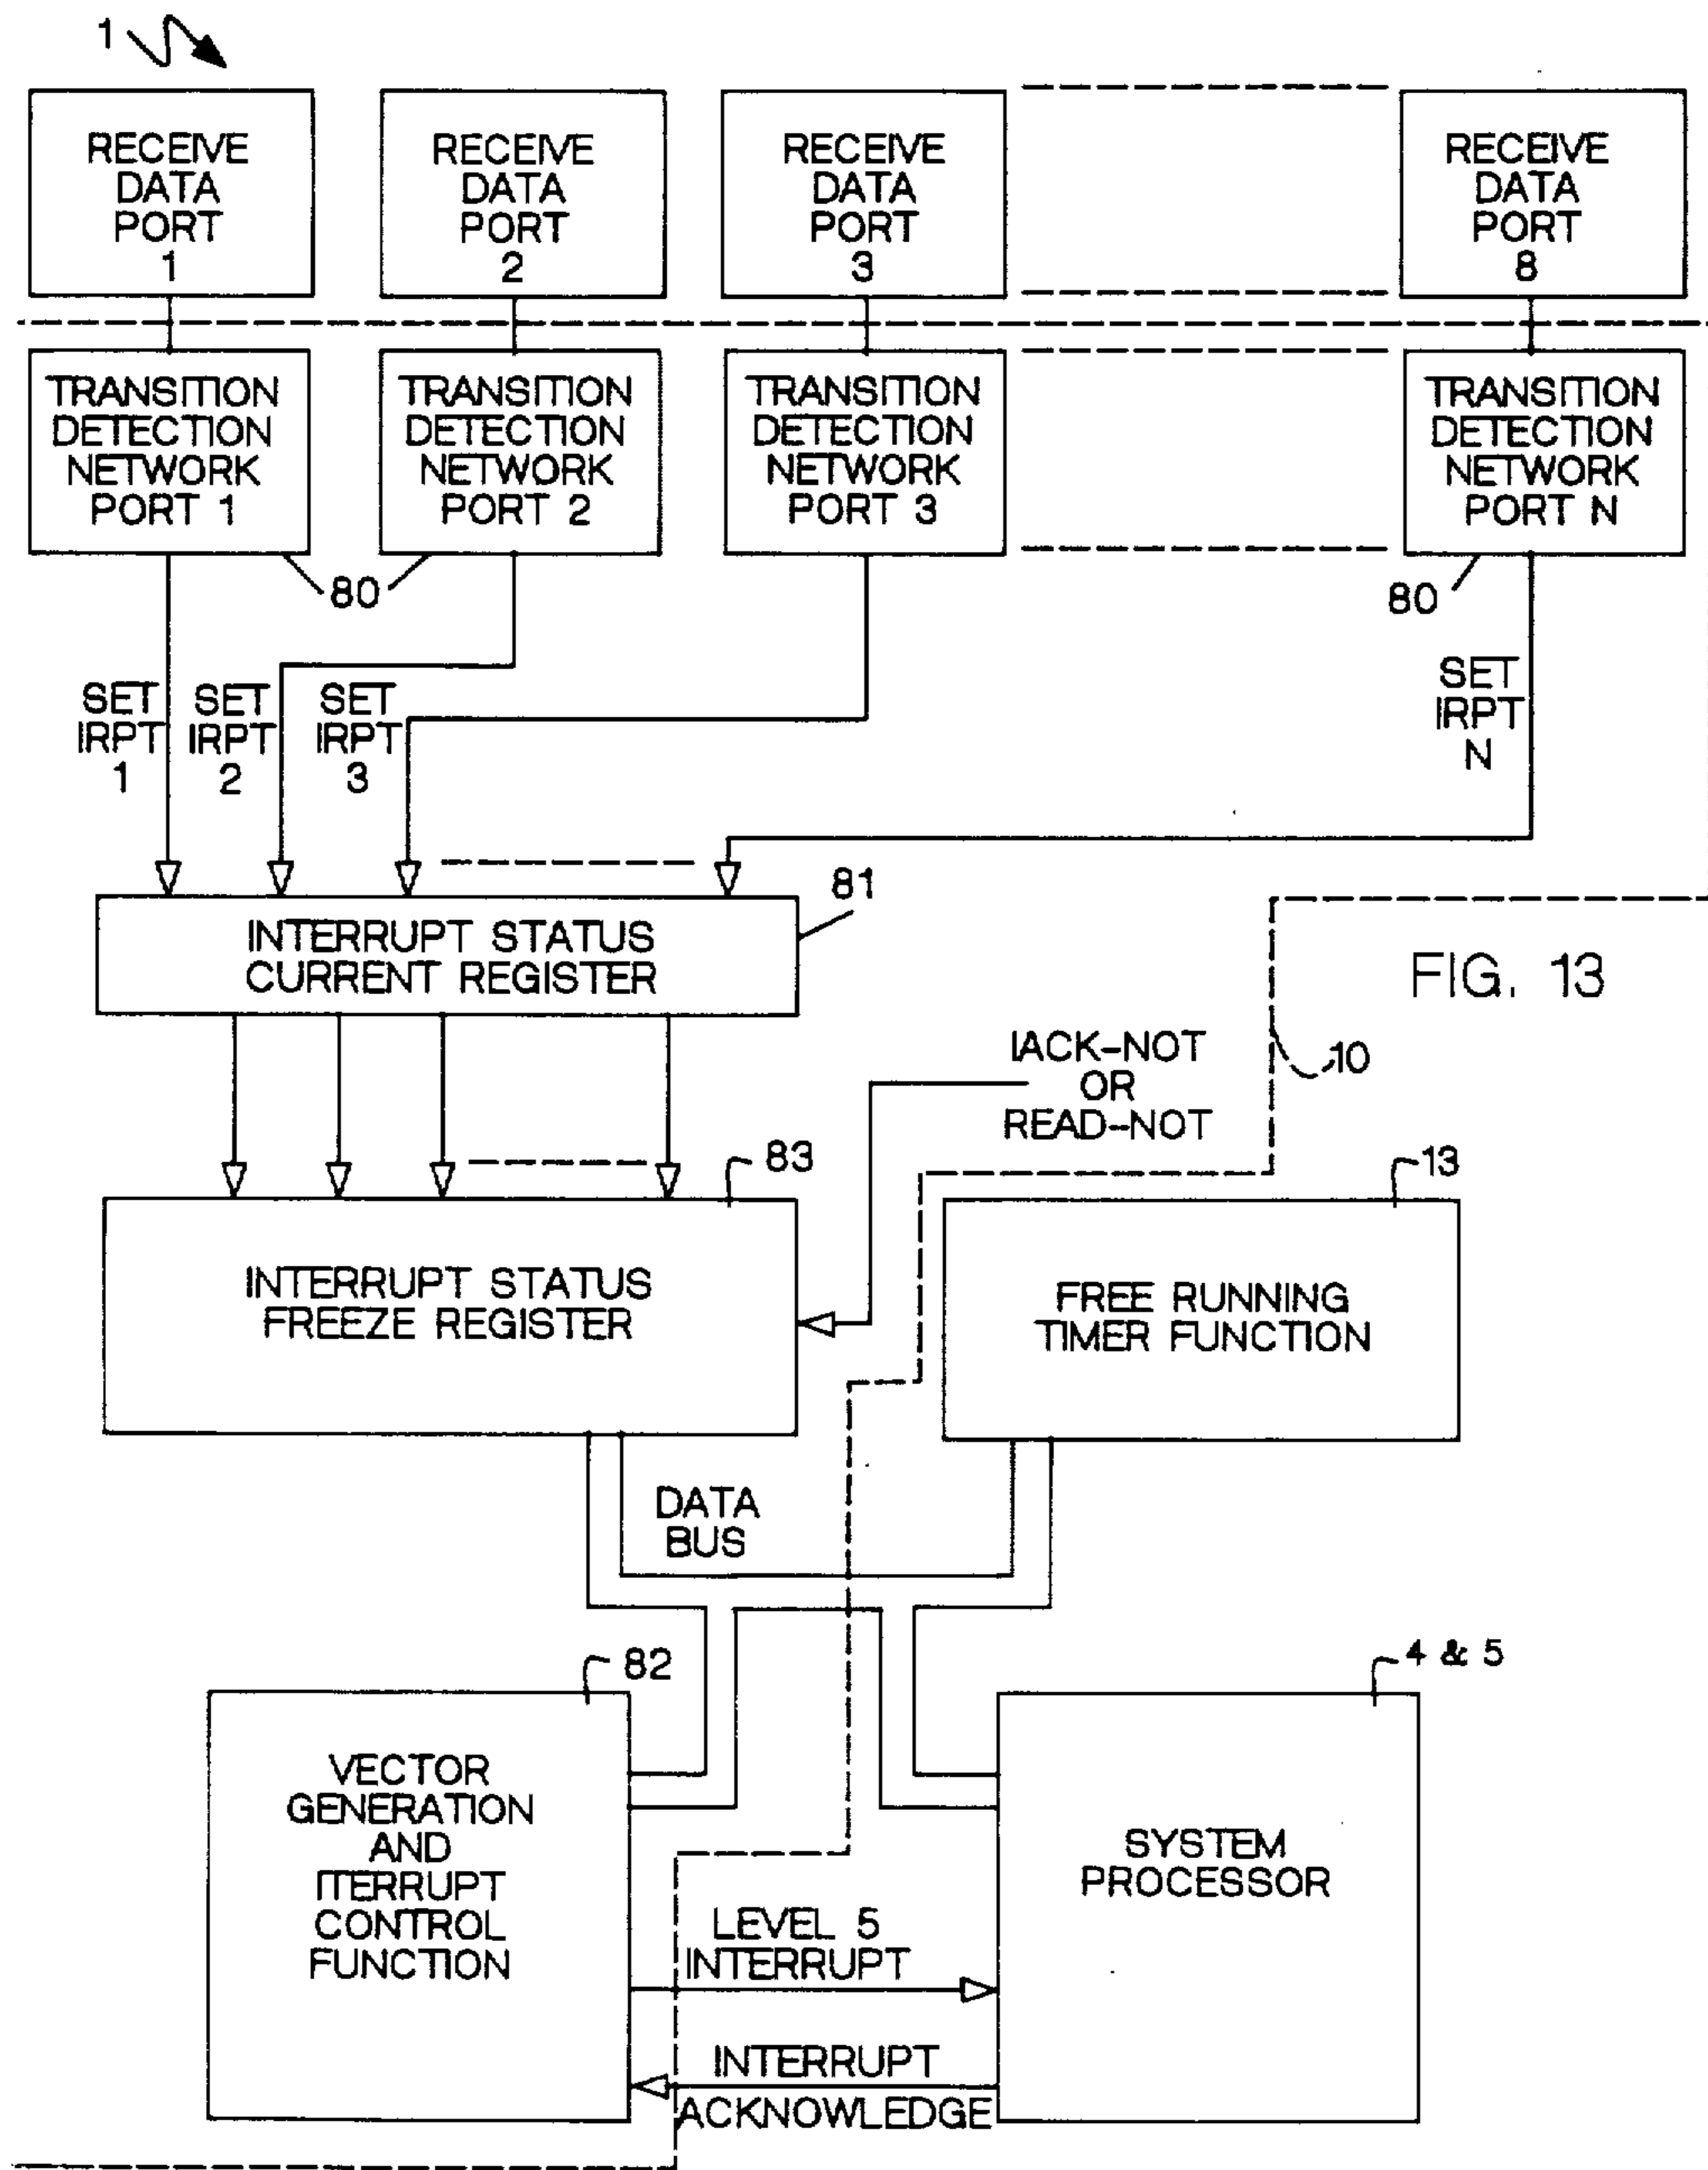 1
RECEIVE
DATA
PORT
1
RECEIVE
DATA
PORT
2
RECEIVE
DATA
PORT
3
RECEIVE
DATA
PORT
8
TRANSITION
DETECTION
NETWORK
PORT 1
TRANSITION
DETECTION
NETWORK
PORT 2
TRANSITION
DETECTION
NETWORK
PORT 3
TRANSITION
DETECTION
NETWORK
PORT N
80
80
SET
IRPT
1
SET
IRPT
2
SET
IRPT
3
SET
IRPT
N
81
INTERRUPT STATUS
CURRENT REGISTER
FIG. 13
IACK-NOT
OR
READ-NOT
10
83
13
INTERRUPT STATUS
FREEZE REGISTER
FREE RUNNING
TIMER FUNCTION
DATA
BUS
82
4 & 5
VECTOR
GENERATION
AND
ITERRUPT
CONTROL
FUNCTION
SYSTEM
PROCESSOR
LEVEL 5
INTERRUPT
INTERRUPT
ACKNOWLEDGE